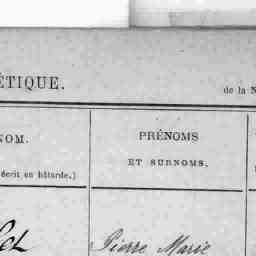 ÉTIQUE.
de la N
NOM.
PRÉNOMS
ET SURNOMS.
écrit en bâtarde.)
Pierre Marie